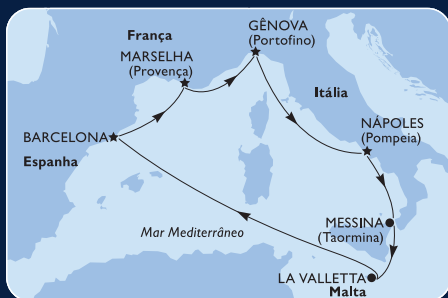 França
GÊNOVA
(Portofino)
MARSELHA
(Provença)
Itália
NÁPOLES
(Pompeia)
BARCELONA
Espanha
MESSINA
(Taormina)
Mar Mediterrâneo
LA VALLETTA
Malta